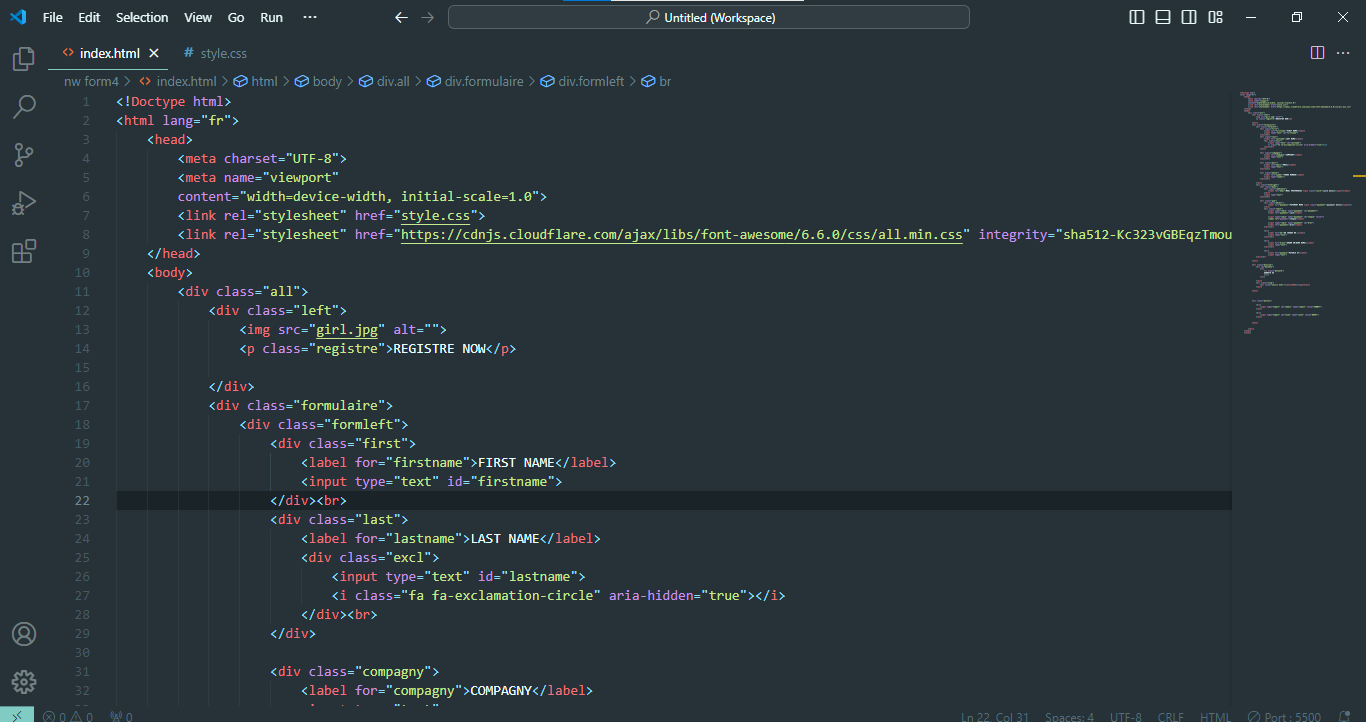 File Edit Selection View Go Run ··· Untitled (Workspace)
index.html
# style.css
nw form4 > index.html > html > body > div.all > div.formulaire > div.formleft > br
1 <!Doctype html>
2 <html lang="fr">
3 <head>
4 <meta charset="UTF-8">
5 <meta name="viewport"
6 content="width=device-width, initial-scale=1.0">
7 <link rel="stylesheet" href="style.css">
8 <link rel="stylesheet" href="https://cdnjs.cloudflare.com/ajax/libs/font-awesome/6.6.0/css/all.min.css" integrity="sha512-Kc323vGBEqzTmou
9 </head>
10 <body>
11 <div class="all">
12 <div class="left">
13 <img src="girl.jpg" alt="">
14 <p class="registre">REGISTRE NOW</p>
15
16 </div>
17 <div class="formulaire">
18 <div class="formleft">
19 <div class="first">
20 <label for="firstname">FIRST NAME</label>
21 <input type="text" id="firstname">
22 </div><br>
23 <div class="last">
24 <label for="lastname">LAST NAME</label>
25 <div class="excl">
26 <input type="text" id="lastname">
27 <i class="fa fa-exclamation-circle" aria-hidden="true"></i>
28 </div><br>
29 </div>
30
31 <div class="compagny">
32 <label for="compagny">COMPAGNY</label>
0 0 0 Ln 22, Col 31 Spaces: 4 UTF-8 CRLF HTML Port : 5500